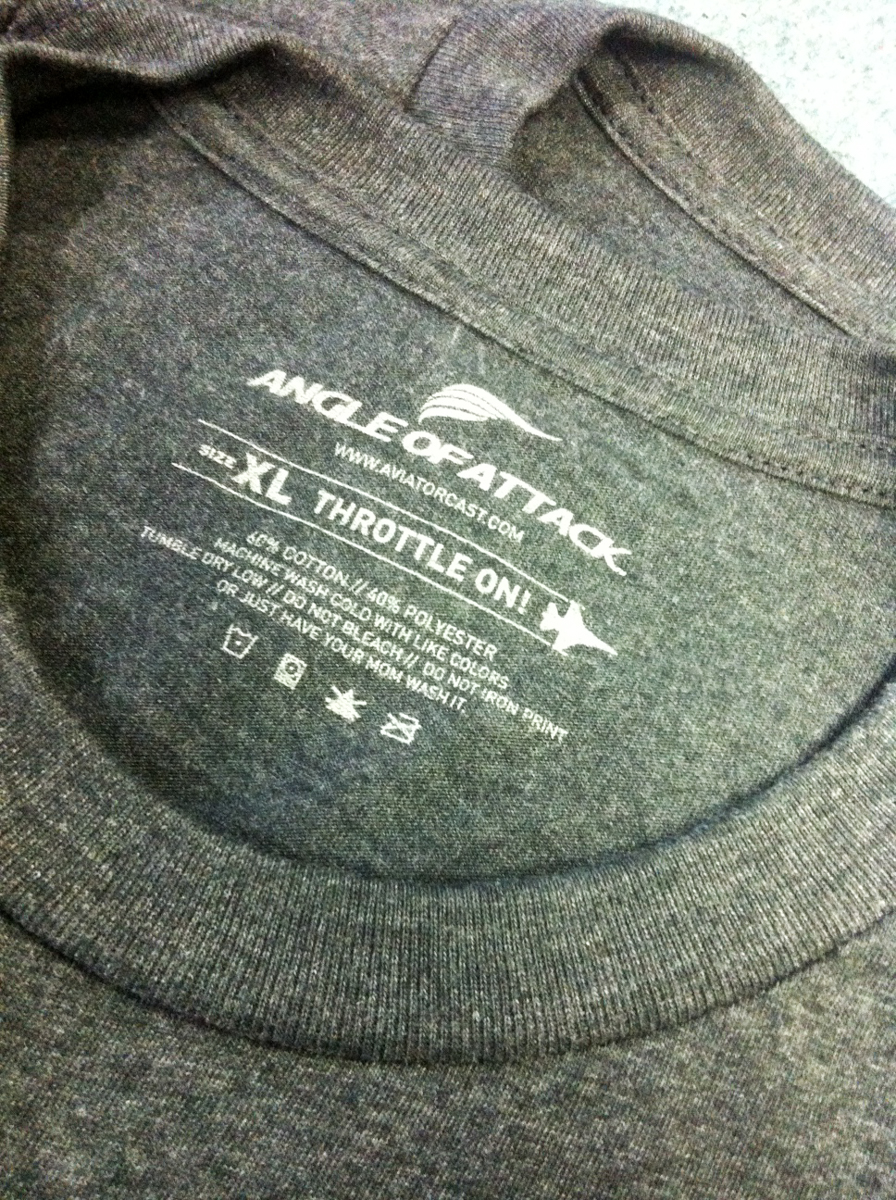 ANGLE OF ATTACK
WWW.AVIATORCAST.COM
SIZE XL THROTTLE ON!
60% COTTON // 60% POLYESTER
MACHINE WASH COLD WITH LIKE COLORS
TUMBLE DRY LOW // DO NOT BLEACH // DO NOT IRON PRINT
OR JUST HAVE YOUR MOM WASH IT.